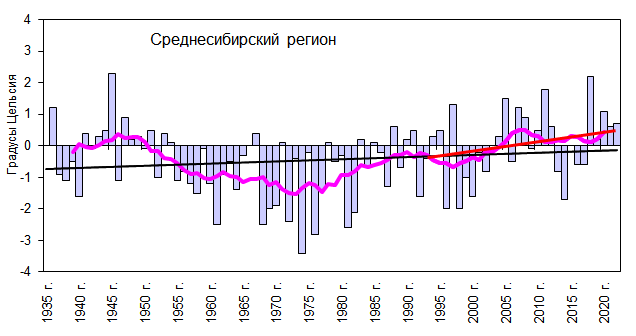 Среднесибирский регион
Градусы Цельсия
4
3
2
1
0
-1
-2
-3
-4
1935 г.
1940 г.
1945 г.
1950 г.
1955 г.
1960 г.
1965 г.
1970 г.
1975 г.
1980 г.
1985 г.
1990 г.
1995 г.
2000 г.
2005 г.
2010 г.
2015 г.
2020 г.